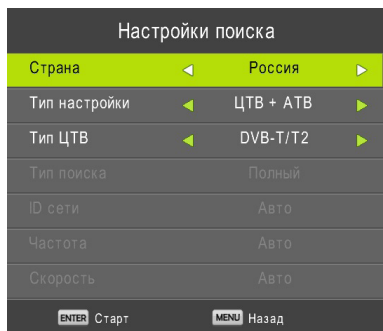 Настройки поиска
Страна Россия
Тип настройки ЦТВ + АТВ
Тип ЦТВ DVB-T/T2
Тип поиска Полный
ID сети Авто
Частота Авто
Скорость Авто
ENTER Старт MENU Назад